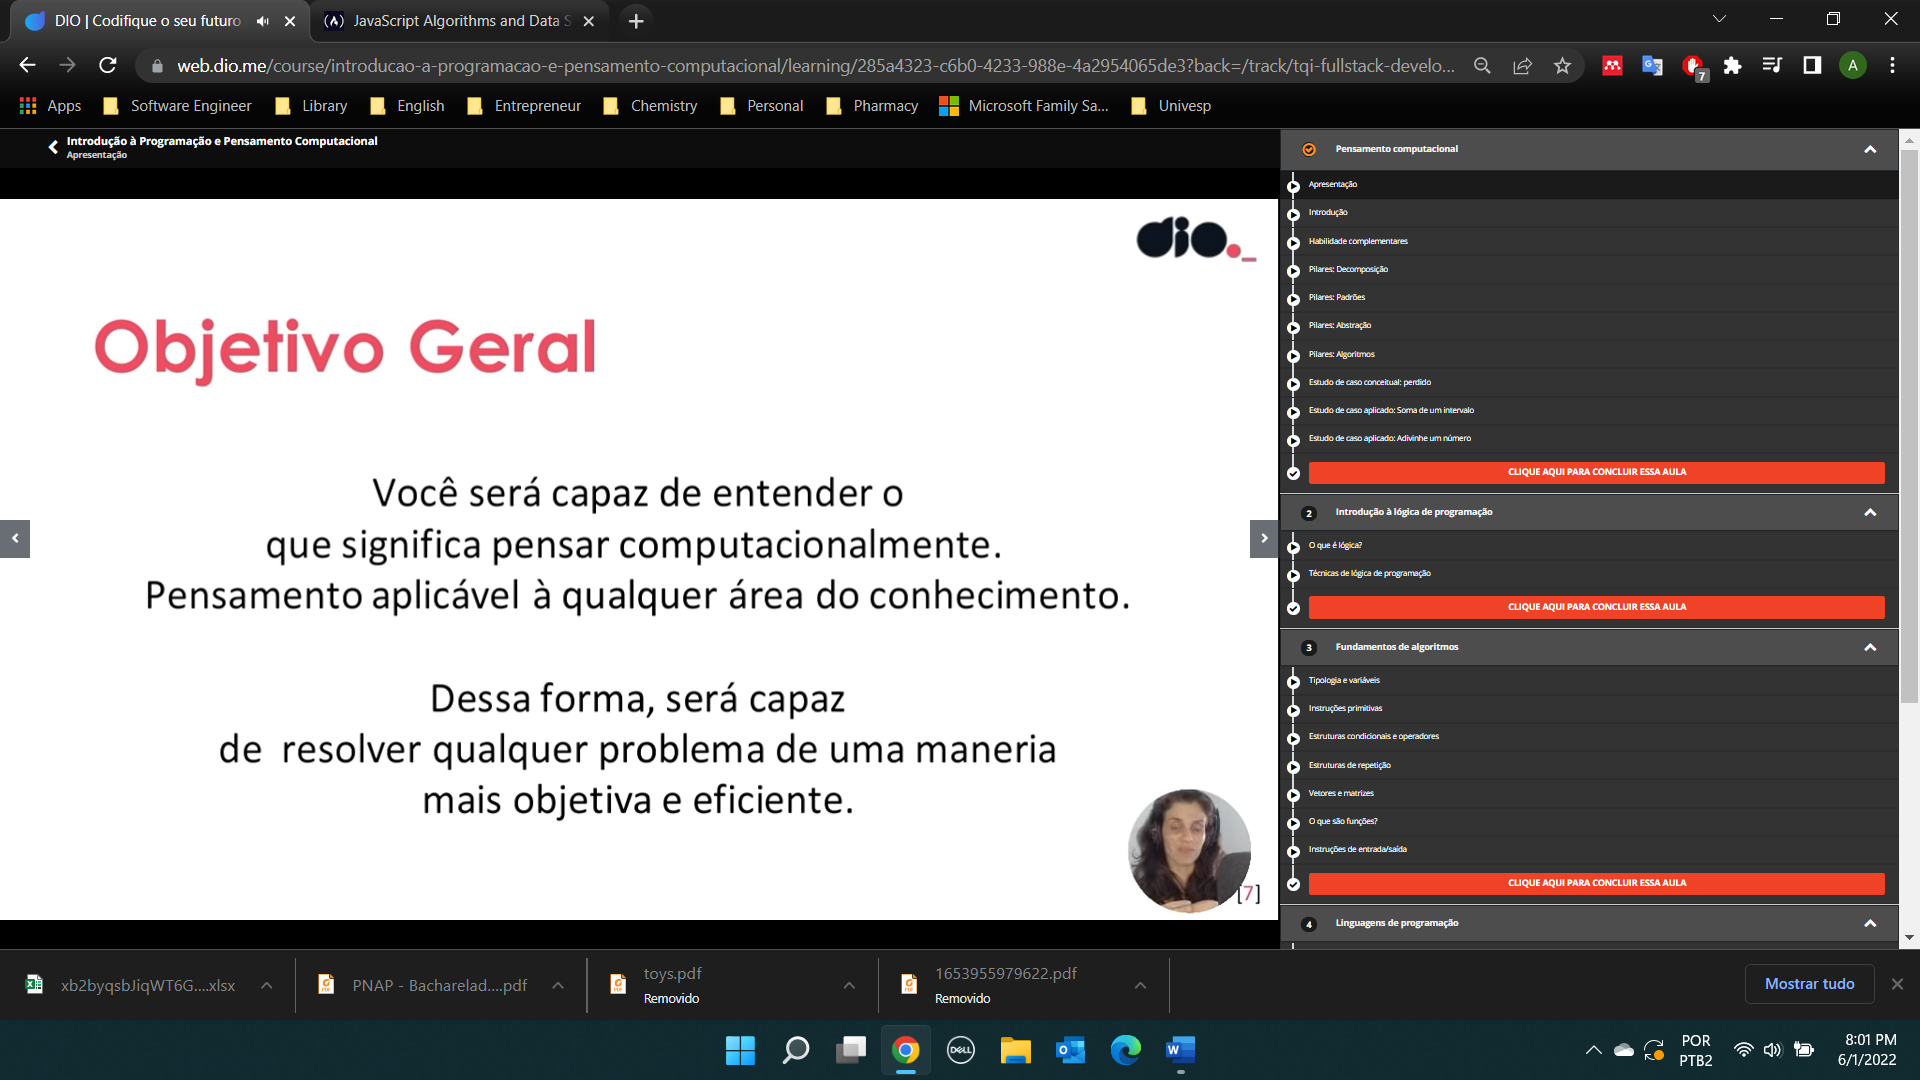 DIO | Codifique o seu futuro
JavaScript Algorithms and Data S
web.dio.me/course/introducao-a-programacao-e-pensamento-computacional/learning/285a4323-c6b0-4233-988e-4a2954065de3?back=/track/tqi-fullstack-develo...
7
A
Apps
Software Engineer
Library
English
Entrepreneur
Chemistry
Personal
Pharmacy
Microsoft Family Sa...
Univesp
Introdução à Programação e Pensamento Computacional
Apresentação
dio._
Objetivo Geral
Você será capaz de entender o
que significa pensar computacionalmente.
Pensamento aplicável à qualquer área do conhecimento.
Dessa forma, será capaz
de resolver qualquer problema de uma maneria
mais objetiva e eficiente.
[7]
Pensamento computacional
Apresentação
Introdução
Habilidade complementares
Pilares: Decomposição
Pilares: Padrões
Pilares: Abstração
Pilares: Algoritmos
Estudo de caso conceitual: perdido
Estudo de caso aplicado: Soma de um intervalo
Estudo de caso aplicado: Adivinhe um número
CLIQUE AQUI PARA CONCLUIR ESSA AULA
2 Introdução à lógica de programação
O que é lógica?
Técnicas de lógica de programação
CLIQUE AQUI PARA CONCLUIR ESSA AULA
3 Fundamentos de algoritmos
Tipologia e variáveis
Instruções primitivas
Estruturas condicionais e operadores
Estruturas de repetição
Vetores e matrizes
O que são funções?
Instruções de entrada/saída
CLIQUE AQUI PARA CONCLUIR ESSA AULA
4 Linguagens de programação
xb2byqsbJiqWT6G....xlsx
PNAP - Bacharelad....pdf
toys.pdf
Removido
1653955979622.pdf
Removido
Mostrar tudo
DELL
POR
PTB2
8:01 PM
6/1/2022